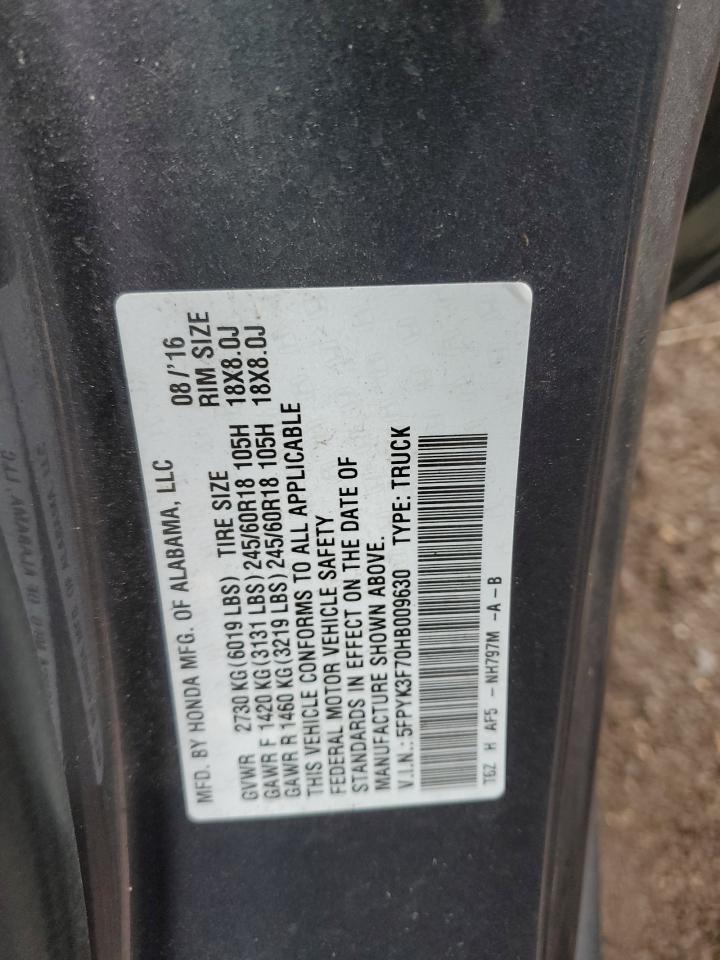 MFD. BY HONDA MFG. OF ALABAMA, LLC 08/'16
GVWR 2730 KG(6019 LBS) TIRE SIZE RIM SIZE
GAWR F 1420 KG(3131 LBS)245/60R18 105H 18X8.0J
GAWR R 1460 KG(3219 LBS)245/60R18 105H 18X8.0J
THIS VEHICLE CONFORMS TO ALL APPLICABLE
FEDERAL MOTOR VEHICLE SAFETY
STANDARDS IN EFFECT ON THE DATE OF
MANUFACTURE SHOWN ABOVE.
V.I.N.:5FPYK3F70HB009630 TYPE: TRUCK
T6Z H AF5 -NH797M -A-B